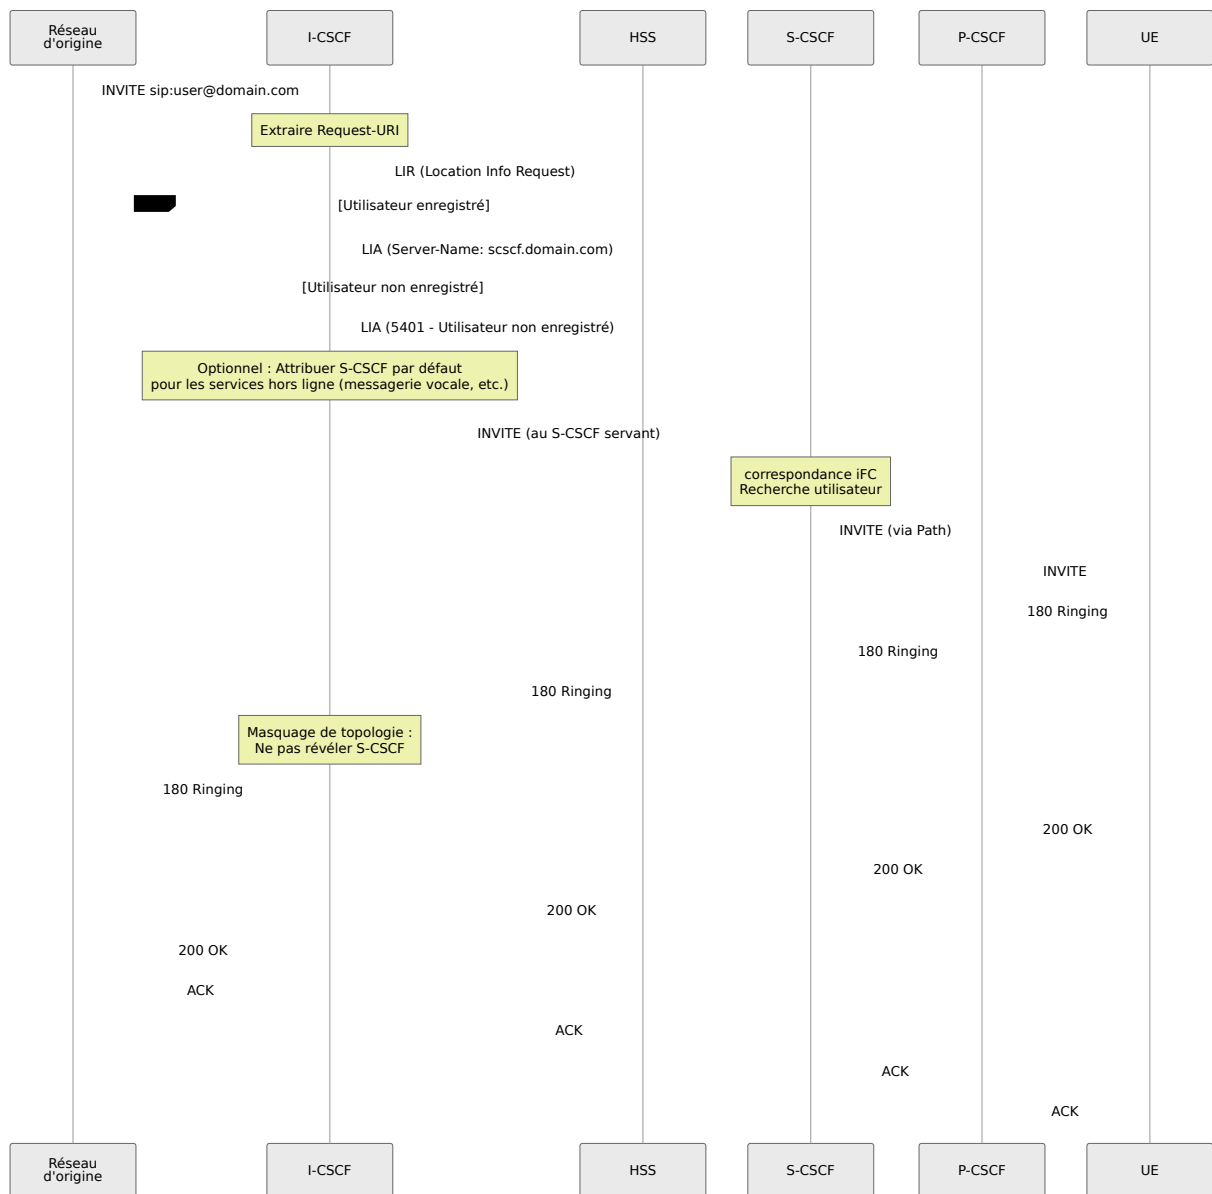 Réseau
d'origine
I-CSCF
HSS
S-CSCF
P-CSCF
UE
INVITE sip:user@domain.com
Extraire Request-URI
LIR (Location Info Request)
[Utilisateur enregistré]
LIA (Server-Name: scscf.domain.com)
[Utilisateur non enregistré]
LIA (5401 - Utilisateur non enregistré)
Optionnel : Attribuer S-CSCF par défaut
pour les services hors ligne (messagerie vocale, etc.)
INVITE (au S-CSCF servant)
correspondance iFC
Recherche utilisateur
INVITE (via Path)
INVITE
180 Ringing
180 Ringing
180 Ringing
Masquage de topologie :
Ne pas révéler S-CSCF
180 Ringing
200 OK
200 OK
200 OK
200 OK
ACK
ACK
ACK
ACK
Réseau
d'origine
I-CSCF
HSS
S-CSCF
P-CSCF
UE